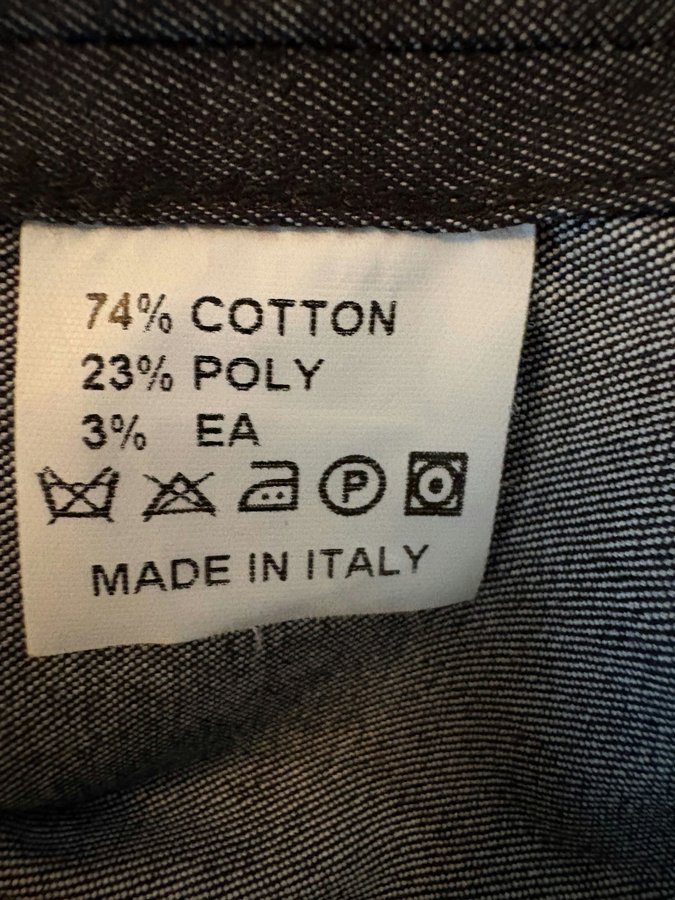 74% COTTON
23% POLY
3% EA
P
MADE IN ITALY